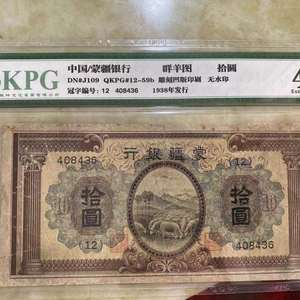 QKPG
中国/蒙疆银行 群羊图 拾圓
DN#J109 QKPG#12-59b 雕刻凹版印刷 无水印
冠字编号: 12 408436 1938年发行
行銀疆蒙
408436 (12)
拾圓 拾圓
(12) 408436